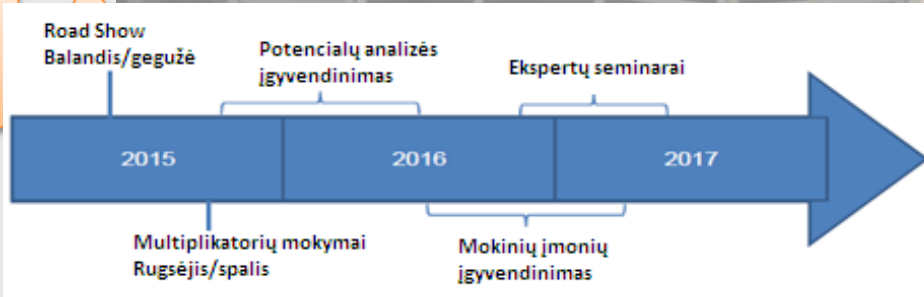 Road Show
Balandis/gegužė
Potencialų analizės
įgyvendinimas
Ekspertų seminarai
2015
2016
2017
Multiplikatorių mokymai
Rugsėjis/spalis
Mokinių įmonių
įgyvendinimas